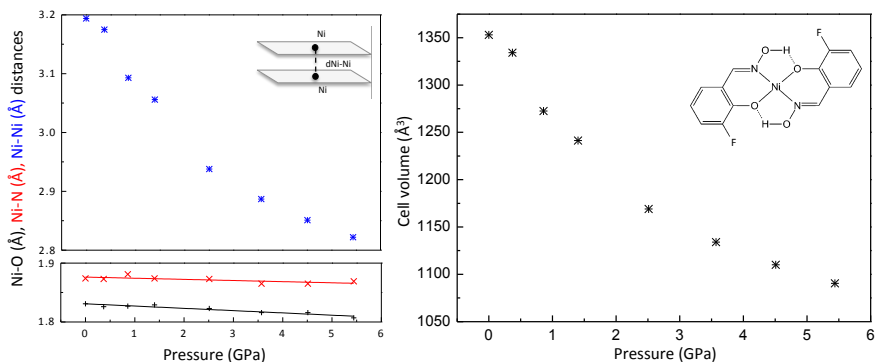 Ni-O (Å), Ni-N (Å), Ni-Ni (Å) distances
3.2
3.1
3.0
2.9
2.8
1.9
1.8
0
1
2
3
4
5
6
Pressure (GPa)
Ni
dNi-Ni
Ni
Cell volume (Å3)
1350
1300
1250
1200
1150
1100
1050
0
1
2
3
4
5
6
Pressure (GPa)
F
O
H
N
O
Ni
O
N
H
O
F